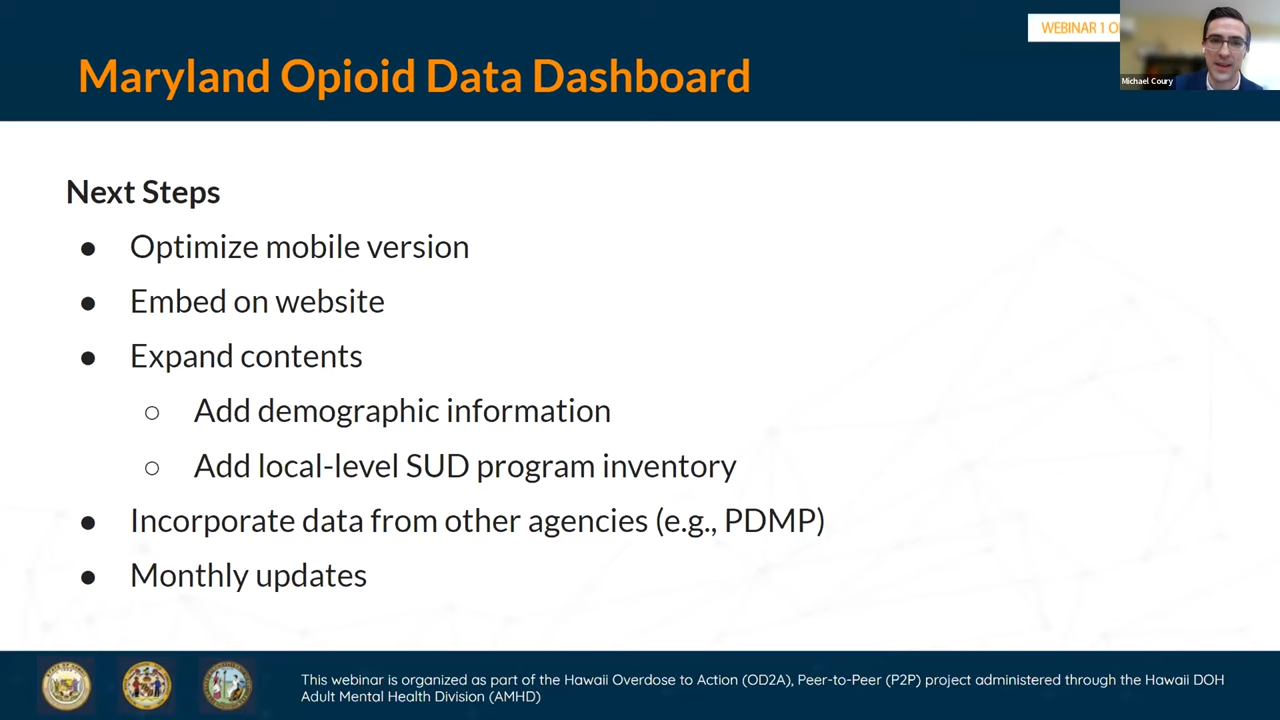 WEBINAR 1 O
Michael Coury
Maryland Opioid Data Dashboard
Next Steps
● Optimize mobile version
● Embed on website
● Expand contents
○ Add demographic information
○ Add local-level SUD program inventory
● Incorporate data from other agencies (e.g., PDMP)
● Monthly updates
This webinar is organized as part of the Hawaii Overdose to Action (OD2A), Peer-to-Peer (P2P) project administered through the Hawaii DOH
Adult Mental Health Division (AMHD)